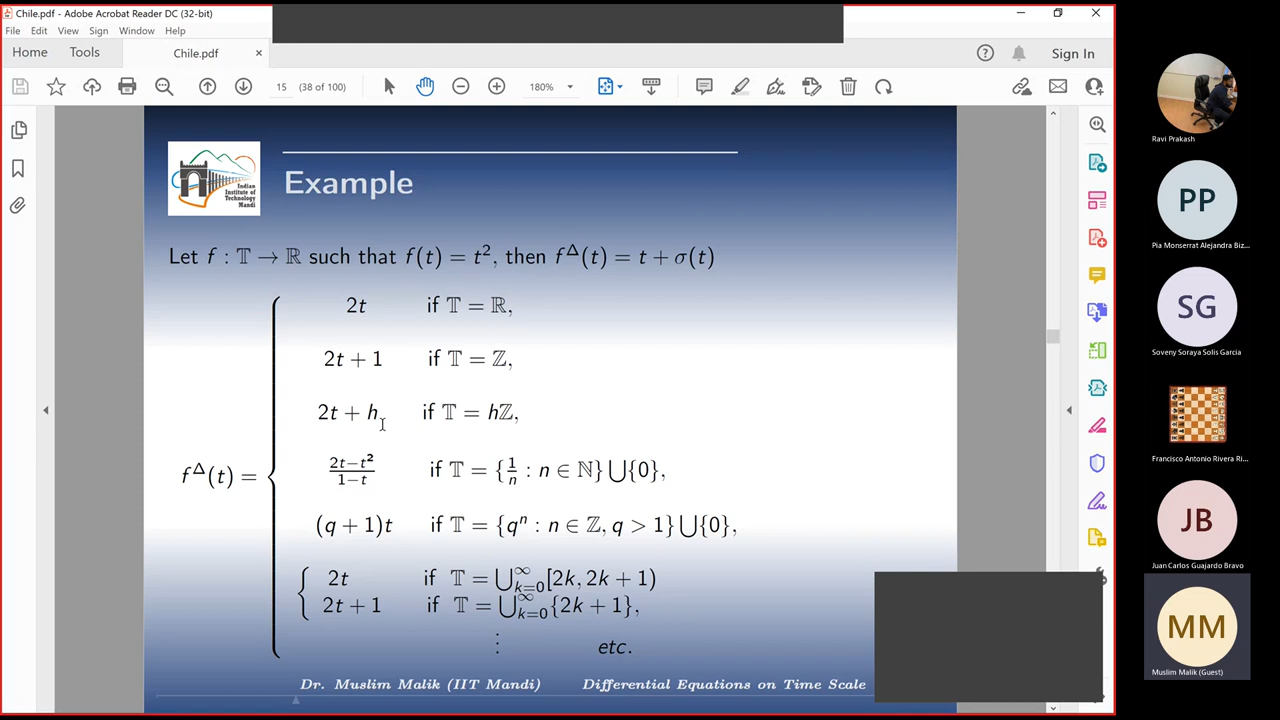 Chile.pdf - Adobe Acrobat Reader DC (32-bit)
File Edit View Sign Window Help
Home Tools Chile.pdf × Sign In
15 (38 of 100) 180%
Indian
Institute of
Technology
Mandi
Example
Let f : 𝕋 → ℝ such that f(t) = t², then f^Δ(t) = t + σ(t)
2t if 𝕋 = ℝ,
2t + 1 if 𝕋 = ℤ,
2t + h if 𝕋 = hℤ,
f^Δ(t) = (2t−t²)/(1−t) if 𝕋 = {1/n : n ∈ ℕ} ⋃{0},
(q + 1)t if 𝕋 = {qⁿ : n ∈ ℤ, q > 1} ⋃{0},
2t if 𝕋 = ⋃_{k=0}^{∞}[2k, 2k + 1)
2t + 1 if 𝕋 = ⋃_{k=0}^{∞}{2k + 1},
⋮ etc.
Dr. Muslim Malik (IIT Mandi) Differential Equations on Time Scale
Ravi Prakash
PP
Pia Monserrat Alejandra Biz...
SG
Soveny Soraya Solis Garcia
Francisco Antonio Rivera Ri...
JB
Juan Carlos Guajardo Bravo
MM
Muslim Malik (Guest)